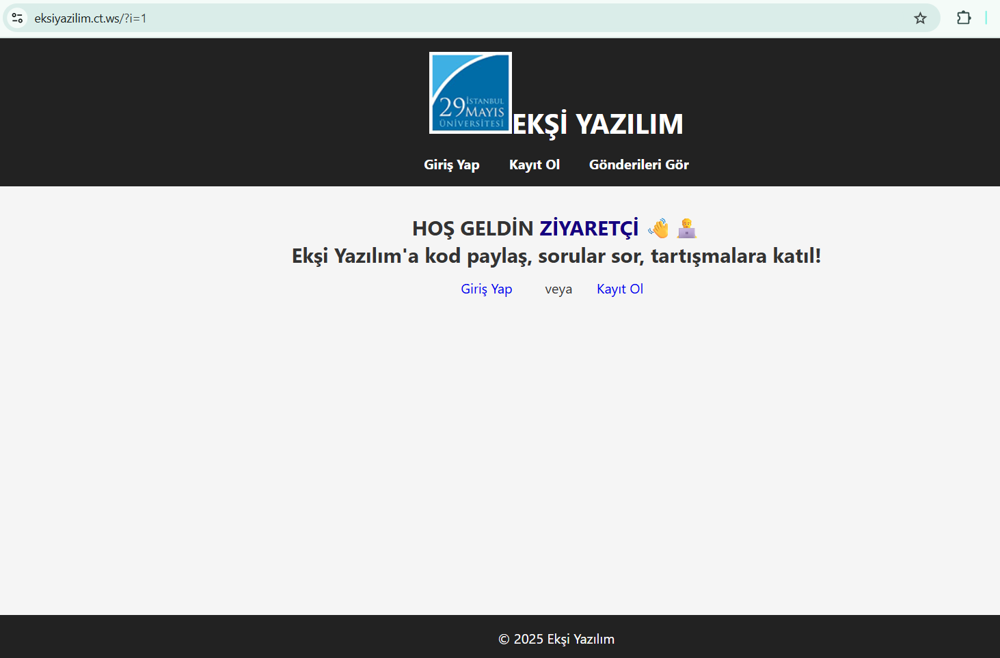 eksiyazilim.ct.ws/?i=1
29 İSTANBUL MAYIS
ÜNİVERSİTESİ
EKŞİ YAZILIM
Giriş Yap Kayıt Ol Gönderileri Gör
HOŞ GELDİN ZİYARETÇİ 👋 🧑‍💻
Ekşi Yazılım'a kod paylaş, sorular sor, tartışmalara katıl!
Giriş Yap veya Kayıt Ol
© 2025 Ekşi Yazılım